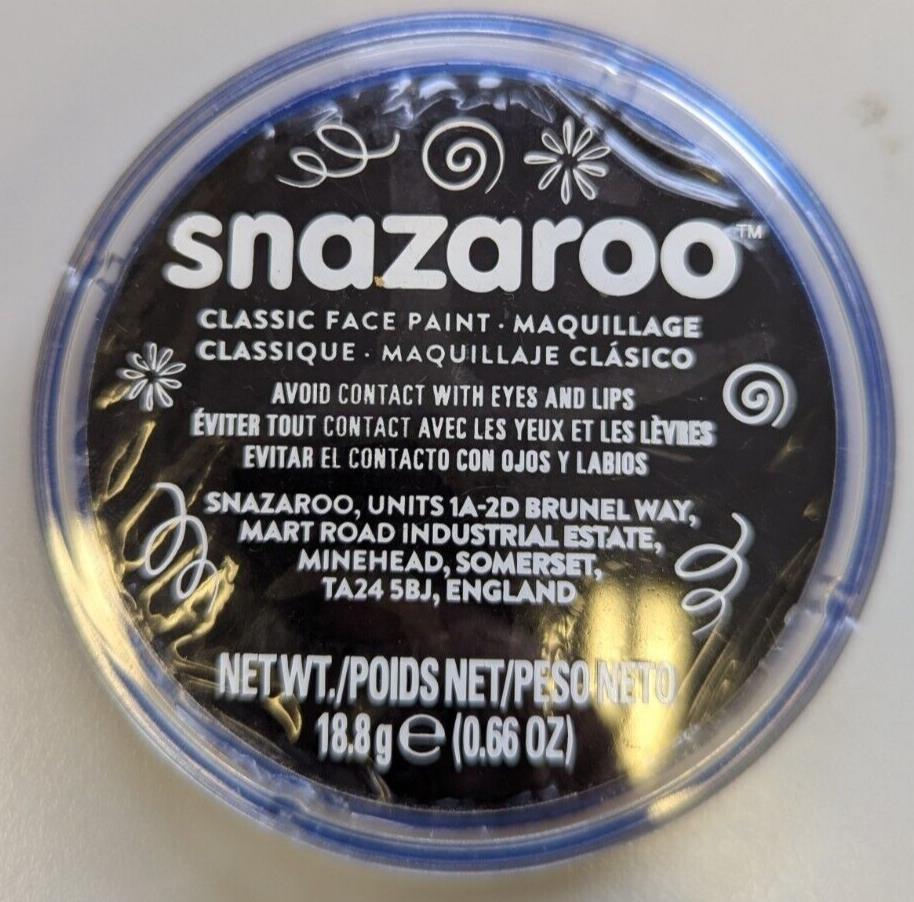 snazaroo™
CLASSIC FACE PAINT · MAQUILLAGE
CLASSIQUE · MAQUILLAJE CLÁSICO
AVOID CONTACT WITH EYES AND LIPS
ÉVITER TOUT CONTACT AVEC LES YEUX ET LES LÈVRES
EVITAR EL CONTACTO CON OJOS Y LABIOS
SNAZAROO, UNITS 1A-2D BRUNEL WAY,
MART ROAD INDUSTRIAL ESTATE,
MINEHEAD, SOMERSET,
TA24 5BJ, ENGLAND
NET WT./POIDS NET/PESO NETO
18.8 g ℮ (0.66 OZ)